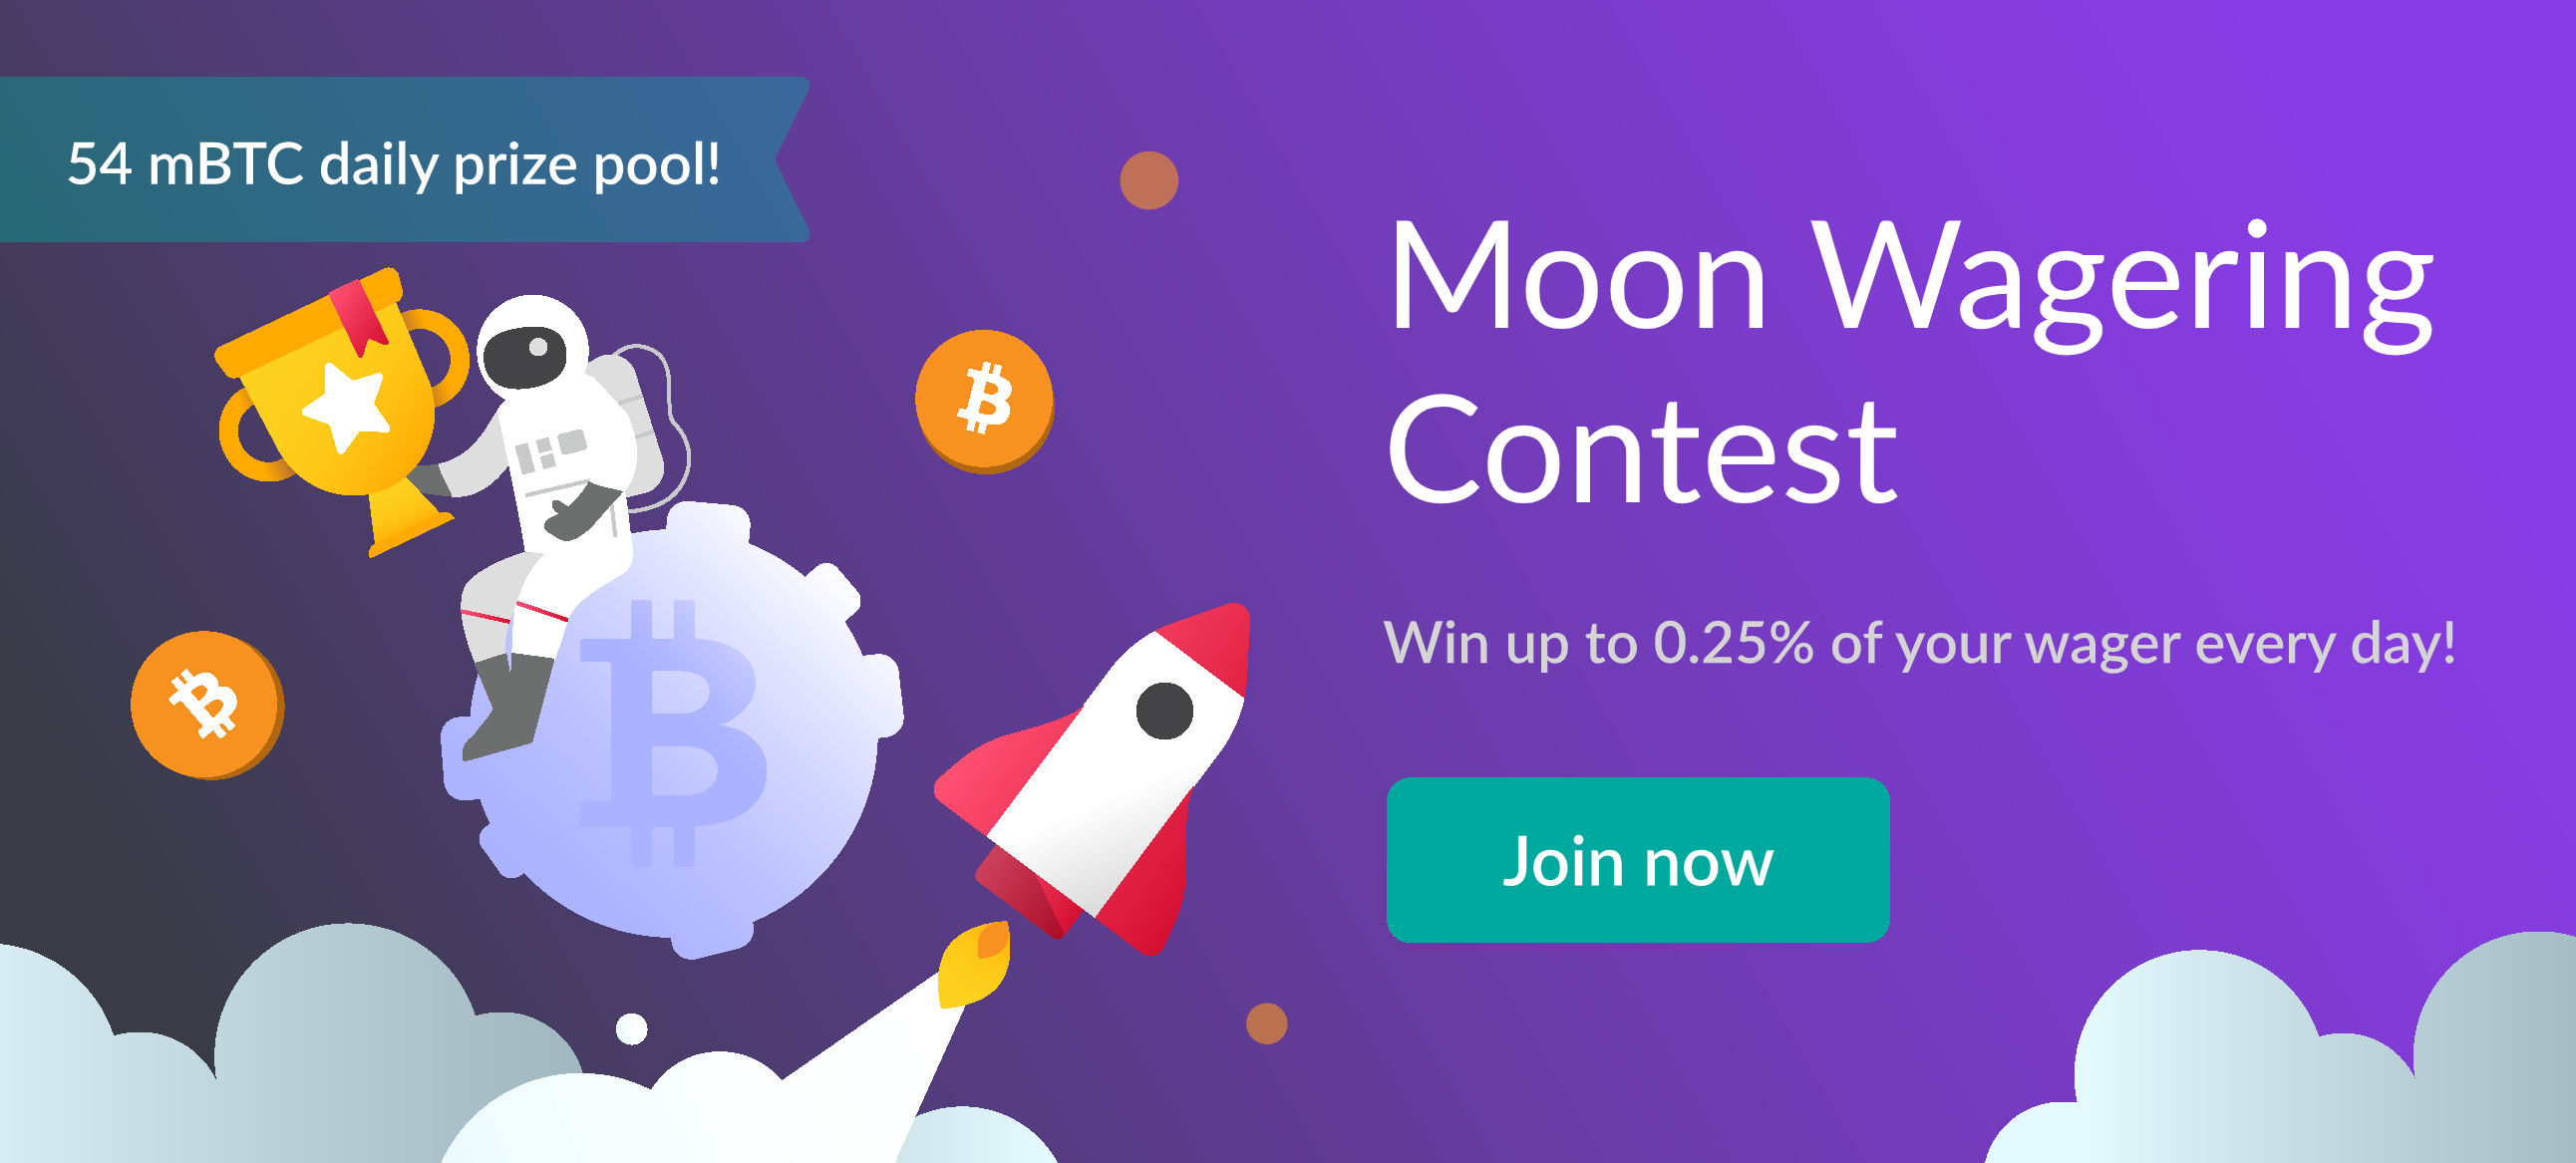 54 mBTC daily prize pool!
Moon Wagering
Contest
Win up to 0.25% of your wager every day!
Join now